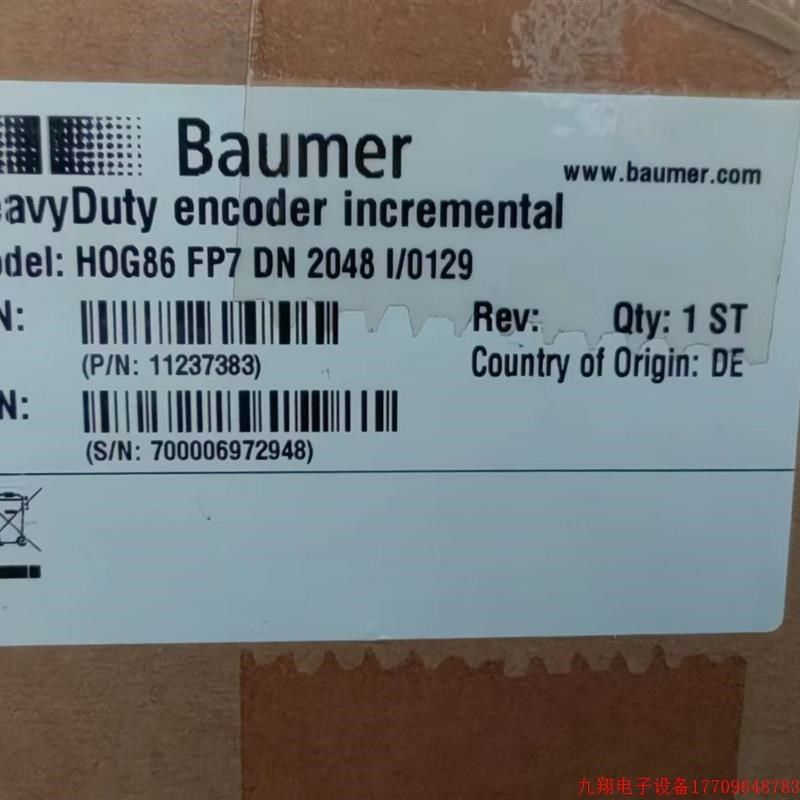 Baumer
www.baumer.com
eavyDuty encoder incremental
odel: HOG86 FP7 DN 2048 I/0129
N:
Rev:
Qty: 1 ST
(P/N: 11237383)
Country of Origin: DE
N:
(S/N: 700006972948)
九翔电子设备17709648783